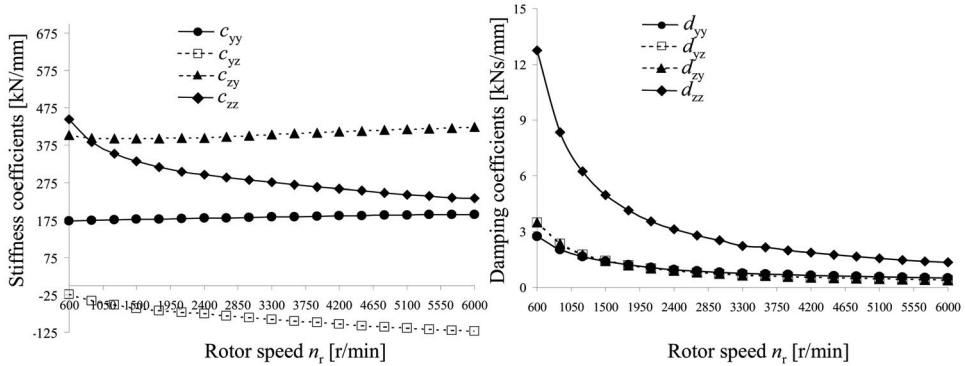 Stiffness coefficients [kN/mm]
675
575
475
375
275
175
75
-25
-125
c_yy
c_yz
c_zy
c_zz
600 1050 1500 1950 2400 2850 3300 3750 4200 4650 5100 5550 6000
Rotor speed n_r [r/min]
Damping coefficients [kNs/mm]
15
12
9
6
3
0
d_yy
d_yz
d_zy
d_zz
600 1050 1500 1950 2400 2850 3300 3750 4200 4650 5100 5550 6000
Rotor speed n_r [r/min]